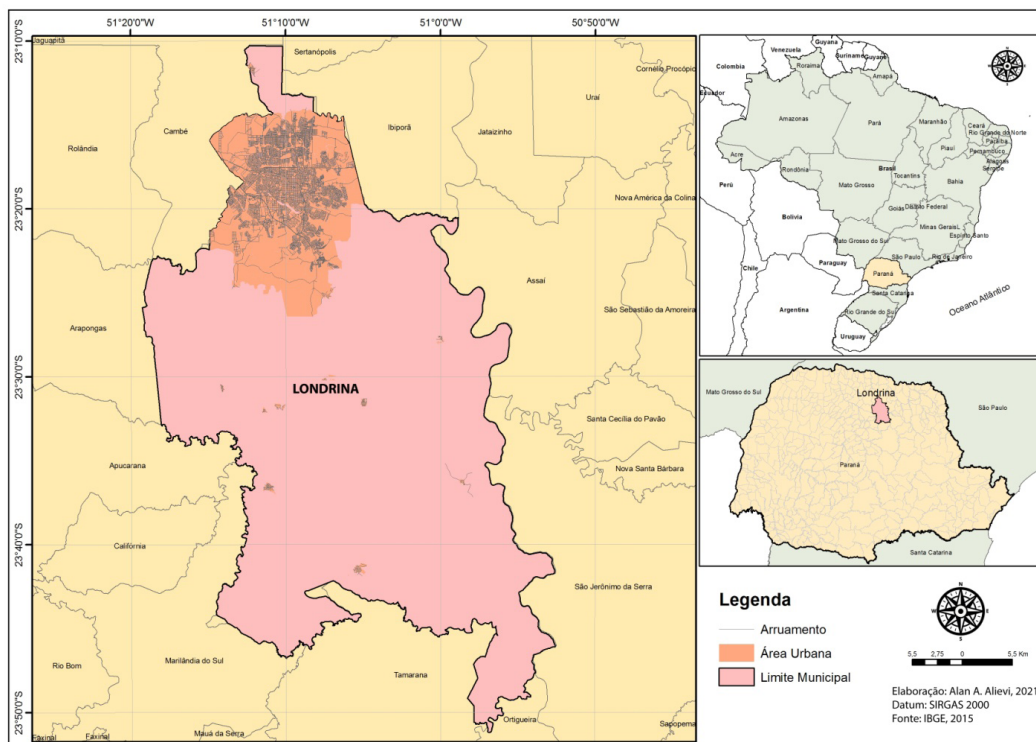 51°20'0"W
51°10'0"W
51°0'0"W
50°50'0"W
23°10'0"S
23°20'0"S
23°30'0"S
23°40'0"S
23°50'0"S
Jaguapitã
Sertanópolis
Cornélio Procópio
Uraí
Cambé
Ibiporã
Jataizinho
Rolândia
Nova América da Colina
Assaí
São Sebastião da Amoreira
Arapongas
LONDRINA
Santa Cecília do Pavão
Apucarana
Nova Santa Bárbara
Califórnia
São Jerônimo da Serra
Rio Bom
Marilândia do Sul
Tamarana
Ortigueira
Sapopema
Faxinal
Faxinal
Mauá da Serra
Guyana
Venezuela
Suriname
Guyane
Colombia
Roraima
Amapá
Ecuador
Amazonas
Pará
Maranhão
Ceará
Rio Grande do Norte
Paraíba
Piauí
Pernambuco
Acre
Alagoas
Sergipe
Rondônia
Brasil
Tocantins
Perú
Mato Grosso
Bahia
Goiás
Distrito Federal
Bolivia
Minas Gerais
Espírito Santo
Mato Grosso do Sul
São Paulo
Rio de Janeiro
Paraguay
Chile
Paraná
Santa Catarina
Oceano Atlântico
Argentina
Rio Grande do Sul
Uruguay
Mato Grosso do Sul
Londrina
São Paulo
Paraná
Santa Catarina
Legenda
Arruamento
Área Urbana
Limite Municipal
N
W
E
S
5,5 2,75 0 5,5 Km
Elaboração: Alan A. Alievi, 2021
Datum: SIRGAS 2000
Fonte: IBGE, 2015